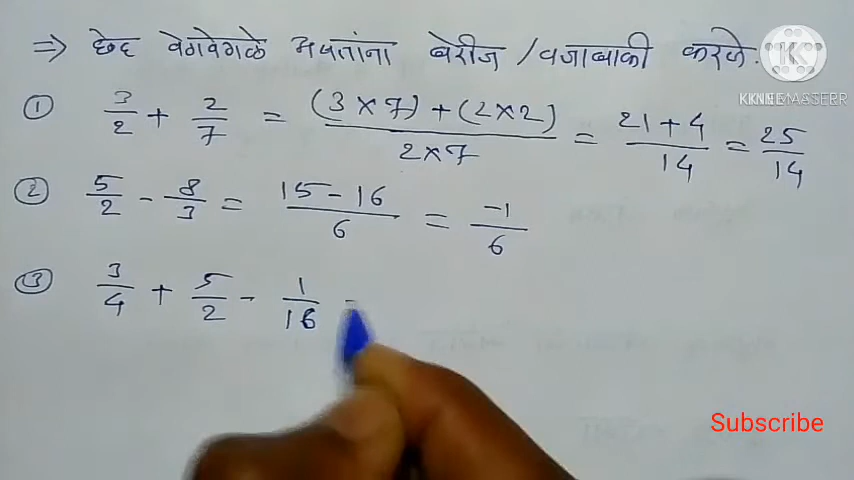 ⇒ छेद वेगवेगळे असतांना बेरीज / वजाबाकी करणे.
① 3/2 + 2/7 = (3×7) + (2×2) / 2×7 = 21+4 / 14 = 25/14
② 5/2 - 8/3 = 15-16 / 6 = -1/6
③ 3/4 + 5/2 - 1/16 -
Subscribe